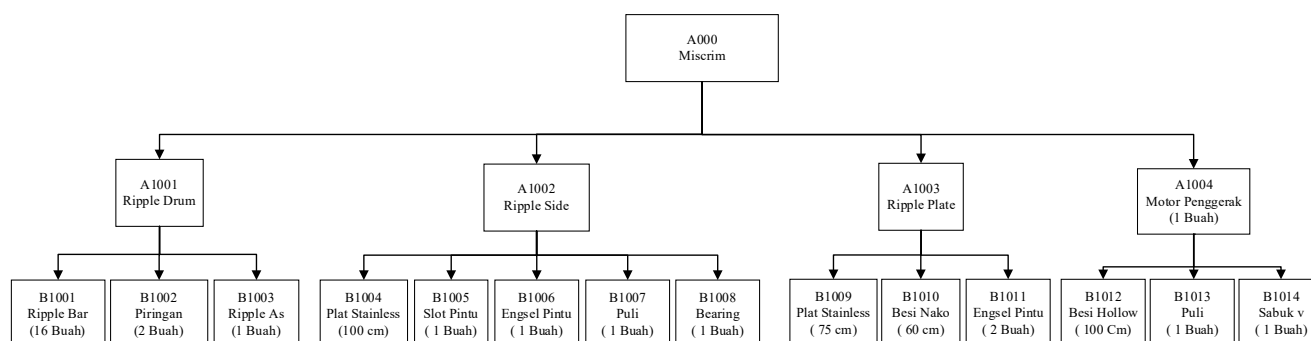 A000
Miscrim
A1001
Ripple Drum
A1002
Ripple Side
A1003
Ripple Plate
A1004
Motor Penggerak
(1 Buah)
B1001
Ripple Bar
(16 Buah)
B1002
Piringan
(2 Buah)
B1003
Ripple As
(1 Buah)
B1004
Plat Stainless
(100 cm)
B1005
Slot Pintu
( 1 Buah)
B1006
Engsel Pintu
( 1 Buah)
B1007
Puli
( 1 Buah)
B1008
Bearing
( 1 Buah)
B1009
Plat Stainless
( 75 cm)
B1010
Besi Nako
( 60 cm)
B1011
Engsel Pintu
( 2 Buah)
B1012
Besi Hollow
( 100 Cm)
B1013
Puli
( 1 Buah)
B1014
Sabuk v
( 1 Buah)